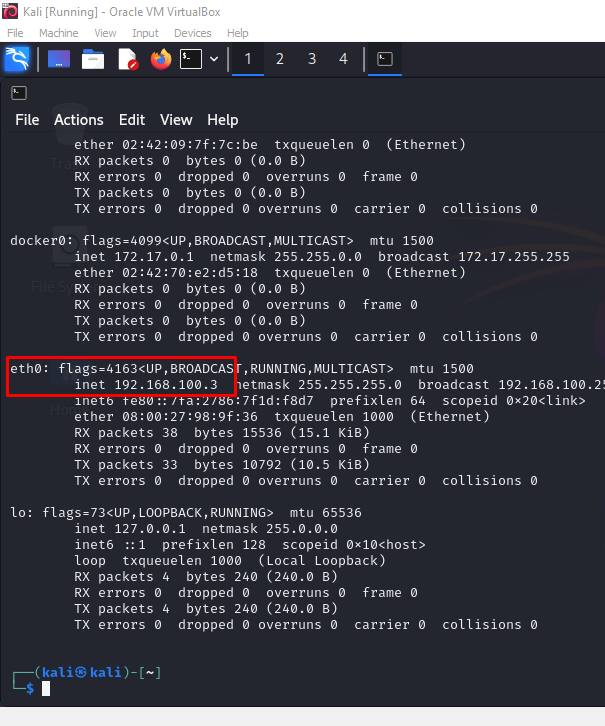 Kali [Running] - Oracle VM VirtualBox
File Machine View Input Devices Help
1 2 3 4
File Actions Edit View Help
ether 02:42:09:7f:7c:be txqueuelen 0 (Ethernet)
RX packets 0 bytes 0 (0.0 B)
RX errors 0 dropped 0 overruns 0 frame 0
TX packets 0 bytes 0 (0.0 B)
TX errors 0 dropped 0 overruns 0 carrier 0 collisions 0
docker0: flags=4099<UP,BROADCAST,MULTICAST> mtu 1500
inet 172.17.0.1 netmask 255.255.0.0 broadcast 172.17.255.255
ether 02:42:70:e2:d5:18 txqueuelen 0 (Ethernet)
RX packets 0 bytes 0 (0.0 B)
RX errors 0 dropped 0 overruns 0 frame 0
TX packets 0 bytes 0 (0.0 B)
TX errors 0 dropped 0 overruns 0 carrier 0 collisions 0
eth0: flags=4163<UP,BROADCAST,RUNNING,MULTICAST> mtu 1500
inet 192.168.100.3 netmask 255.255.255.0 broadcast 192.168.100.25
inet6 fe80::7fa:2786:7f1d:f8d7 prefixlen 64 scopeid 0×20<link>
ether 08:00:27:98:9f:36 txqueuelen 1000 (Ethernet)
RX packets 38 bytes 15536 (15.1 KiB)
RX errors 0 dropped 0 overruns 0 frame 0
TX packets 33 bytes 10792 (10.5 KiB)
TX errors 0 dropped 0 overruns 0 carrier 0 collisions 0
lo: flags=73<UP,LOOPBACK,RUNNING> mtu 65536
inet 127.0.0.1 netmask 255.0.0.0
inet6 ::1 prefixlen 128 scopeid 0×10<host>
loop txqueuelen 1000 (Local Loopback)
RX packets 4 bytes 240 (240.0 B)
RX errors 0 dropped 0 overruns 0 frame 0
TX packets 4 bytes 240 (240.0 B)
TX errors 0 dropped 0 overruns 0 carrier 0 collisions 0
┌──(kali㉿kali)-[~]
└─$